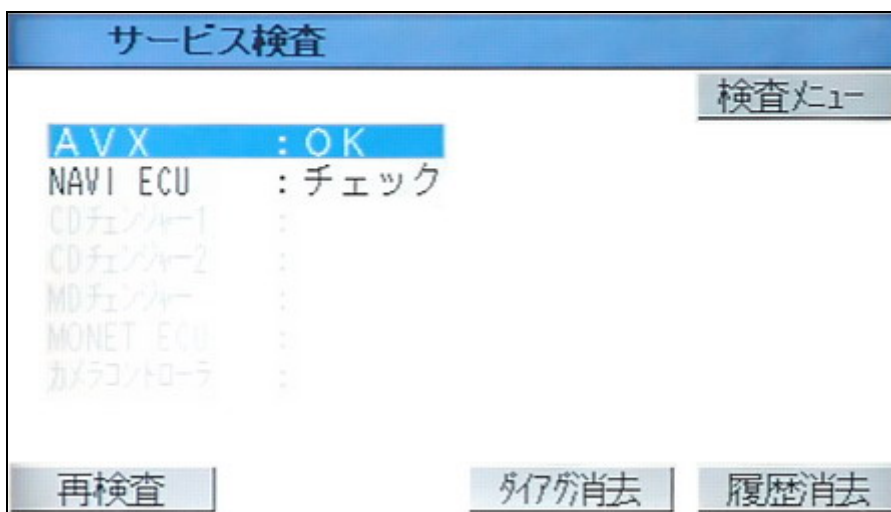 サービス検査
検査メニュー
ＡＶＸ　：ＯＫ
NAVI ECU　：チェック
CDチェンジャー1　：
CDチェンジャー2　：
MDチェンジャー　：
MONET ECU　：
ｶﾒﾗｺﾝﾄﾛｰﾗ　：
再検査
ﾀﾞｲｱｸﾞ消去
履歴消去